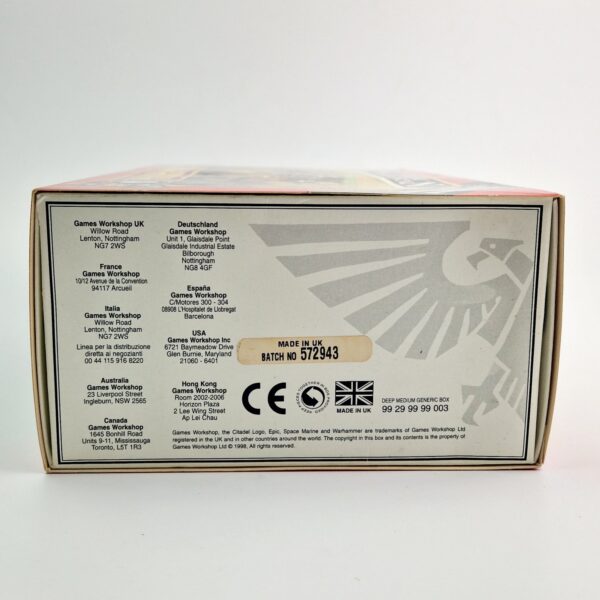 Games Workshop UK
Willow Road
Lenton, Nottingham
NG7 2WS
France
Games Workshop
10/12 Avenue de la Convention
94117 Arcueil
Italia
Games Workshop
Willow Road
Lenton, Nottingham
NG7 2WS
Linea per il distribuzione
diretta ai negozianti
00 44 115 916 8220
Australia
Games Workshop
23 Liverpool Street
Ingleburn, NSW 2565
Canada
Games Workshop
1645 Bonhill Road
Units 9-11, Mississauga
Toronto, L5T 1R3
Deutschland
Games Workshop
Unit 1, Glaisdale Point
Glaisdale Industrial Estate
Bilborough
Nottingham
NG8 4GF
España
Games Workshop
C/Motores 300 - 304
08908 L'Hospitalet de Llobregat
Barcelona
USA
Games Workshop Inc
6721 Baymeadow Drive
Glen Burnie, Maryland
21060 - 6401
Hong Kong
Games Workshop
Room 2002-2006
Horizon Plaza
2 Lee Wing Street
Ap Lei Chau
MADE IN UK
BATCH NO 572943
CE
MADE IN UK
DEEP MEDIUM GENERIC BOX
99 29 99 99 003
Games Workshop, the Citadel Logo, Epic, Space Marine and Warhammer are trademarks of Games Workshop Ltd
registered in the UK and in other countries around the world. The copyright in this box and its contents is the property of
Games Workshop Ltd © 1998, All rights reserved.